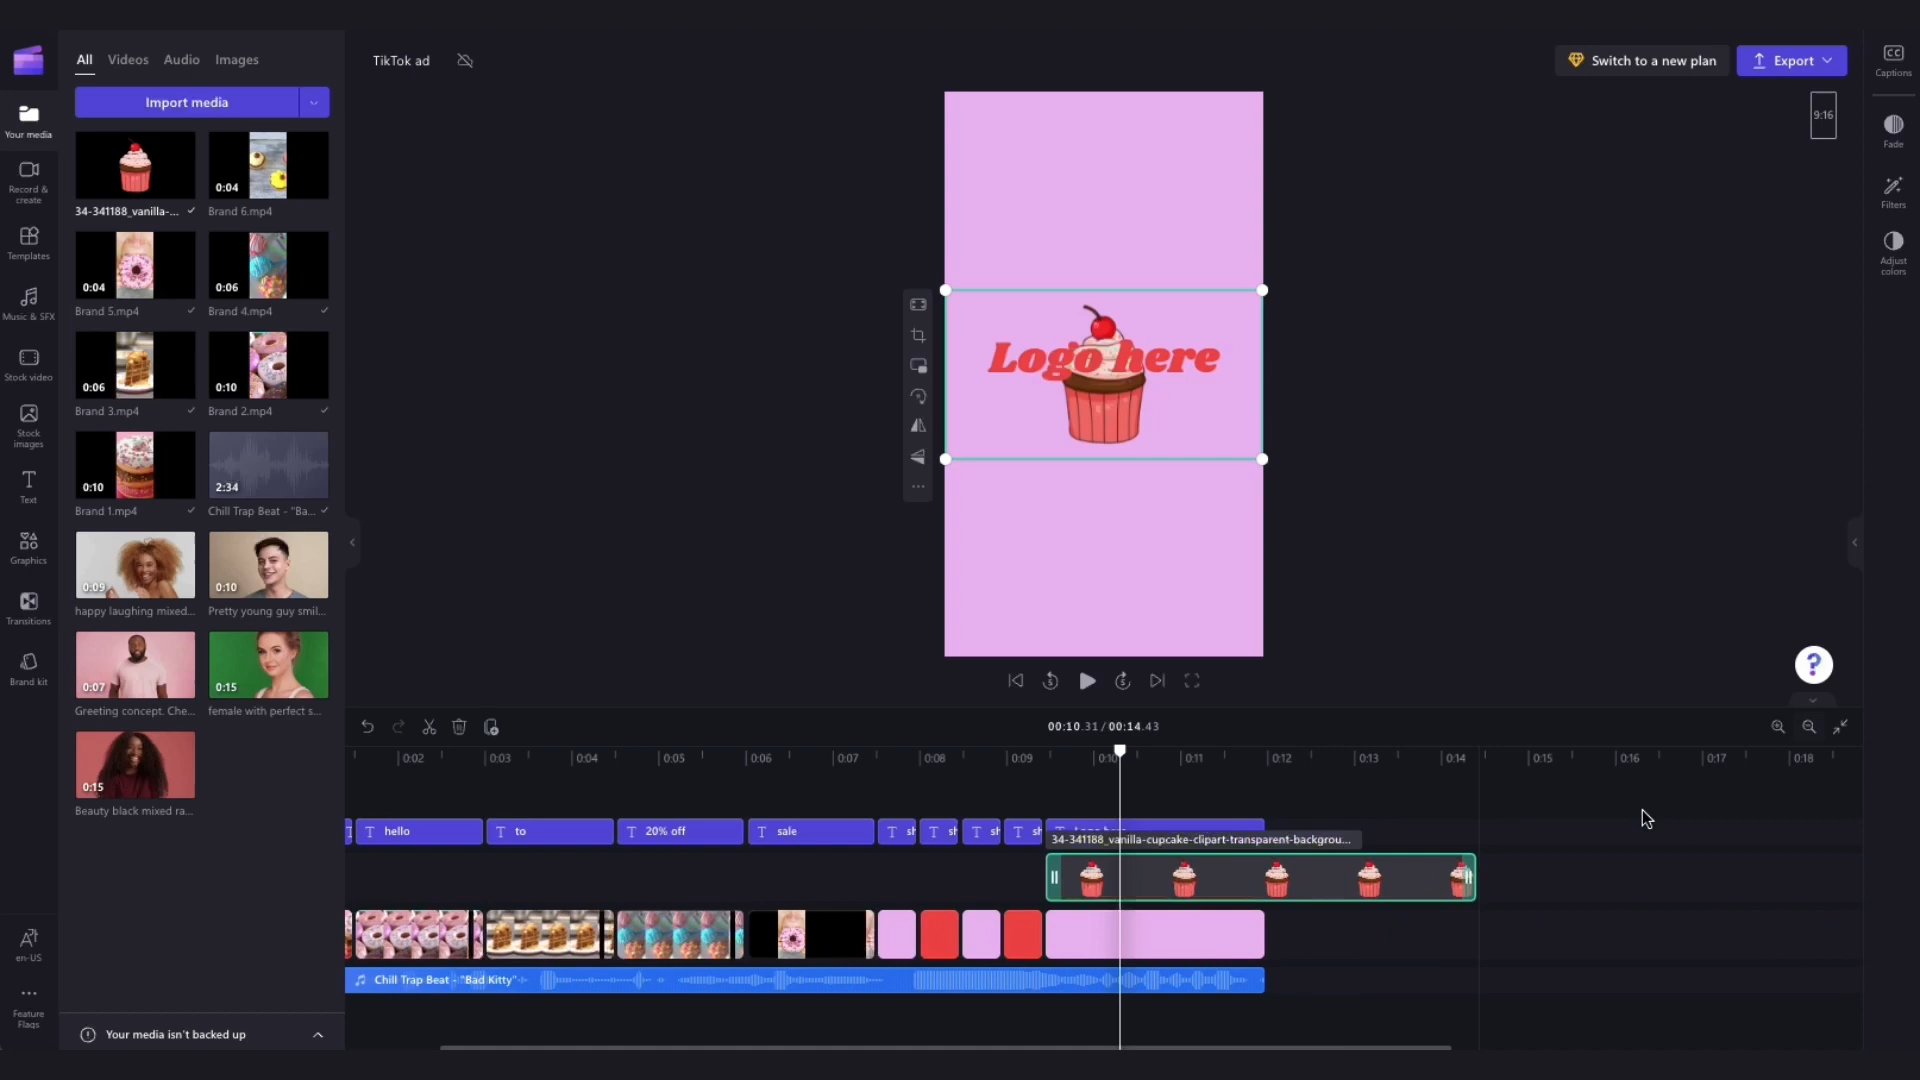 All Videos Audio Images
TikTok ad
Switch to a new plan
Export
CC
Captions
Import media
9:16
Your media
Fade
Record & create
Filters
0:04
34-341188_vanilla-...
Brand 6.mp4
Templates
Adjust colors
0:04
0:06
Brand 5.mp4
Brand 4.mp4
Music & SFX
Logo here
Stock video
0:06
0:10
Brand 3.mp4
Brand 2.mp4
Stock images
0:10
2:34
Text
Brand 1.mp4
Chill Trap Beat - "Ba...
Graphics
0:09
0:10
happy laughing mixed...
Pretty young guy smil...
Transitions
Brand kit
0:07
0:15
Greeting concept. Che...
female with perfect s...
?
5
5
00:10.31 / 00:14.43
0:02 0:03 0:04 0:05 0:06 0:07 0:08 0:09 0:10 0:11 0:12 0:13 0:14 0:15 0:16 0:17 0:18
0:15
Beauty black mixed ra...
T hello
T to
T 20% off
T sale
T sh
T sh
T sh
T sh
34-341188_vanilla-cupcake-clipart-transparent-backgrou...
Chill Trap Beat - "Bad Kitty"
en-US
Feature Flags
Your media isn't backed up